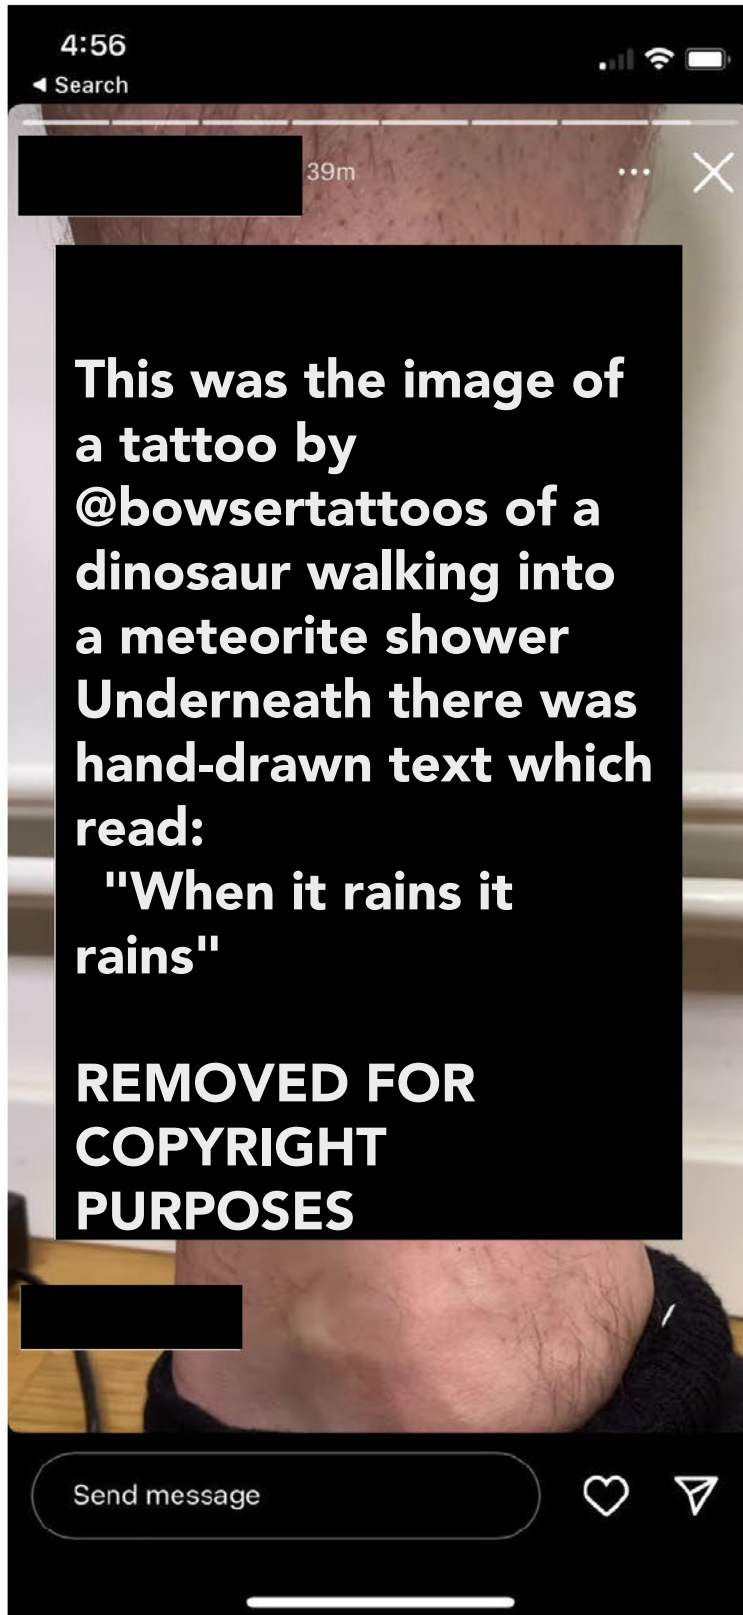 4:56
◀ Search
39m
This was the image of
a tattoo by
@bowsertattoos of a
dinosaur walking into
a meteorite shower
Underneath there was
hand-drawn text which
read:
"When it rains it
rains"
REMOVED FOR
COPYRIGHT
PURPOSES
Send message